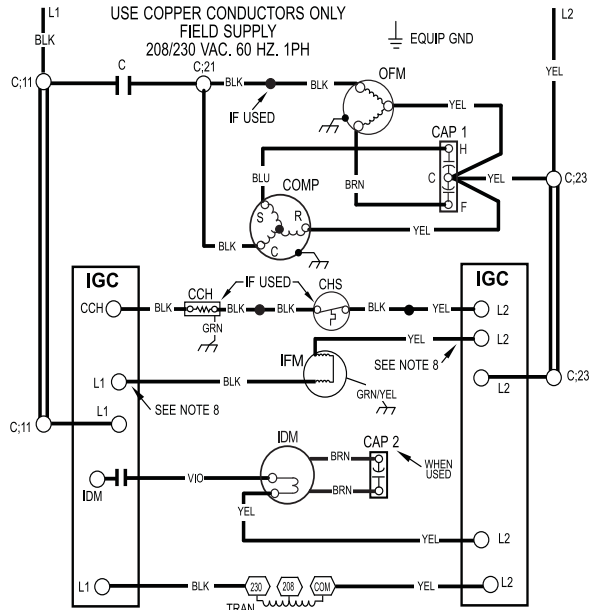 L1
USE COPPER CONDUCTORS ONLY
FIELD SUPPLY
208/230 VAC. 60 HZ. 1PH
EQUIP GND
L2
BLK
YEL
C;11
C
C;21
BLK
BLK
OFM
IF USED
YEL
CAP 1
H
BLU
COMP
BRN
C
YEL
C;23
S
R
F
C
BLK
YEL
IGC
IGC
IF USED
CCH
CHS
CCH
BLK
BLK
BLK
BLK
YEL
L2
GRN
YEL
L2
IFM
SEE NOTE 8
L1
BLK
L2
C;23
GRN/YEL
SEE NOTE 8
L1
C;11
IDM
CAP 2
BRN
WHEN
USED
VIO
IDM
BRN
YEL
YEL
L2
L1
BLK
230
208
COM
YEL
L2
TRAN